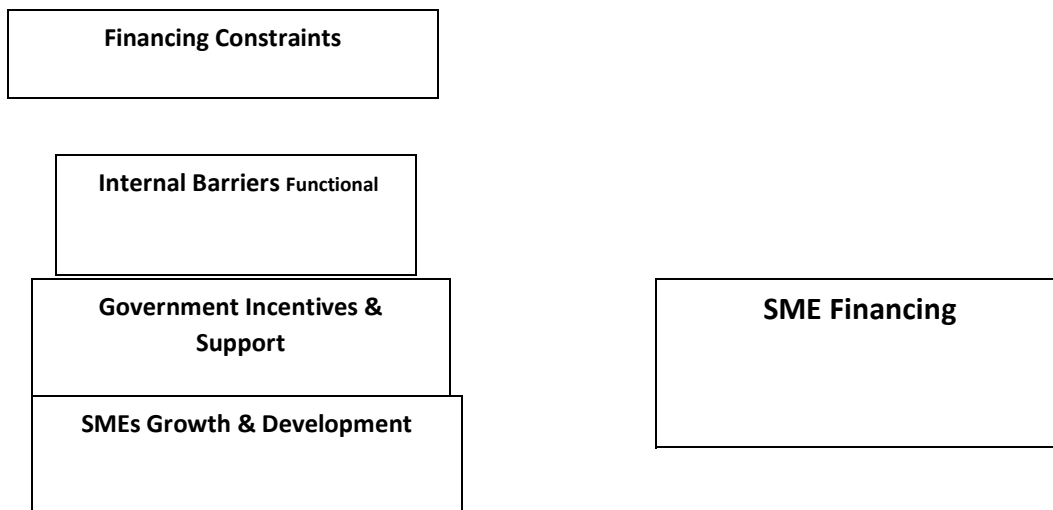 Financing Constraints
Internal Barriers Functional
Government Incentives &
Support
SME Financing
SMEs Growth & Development